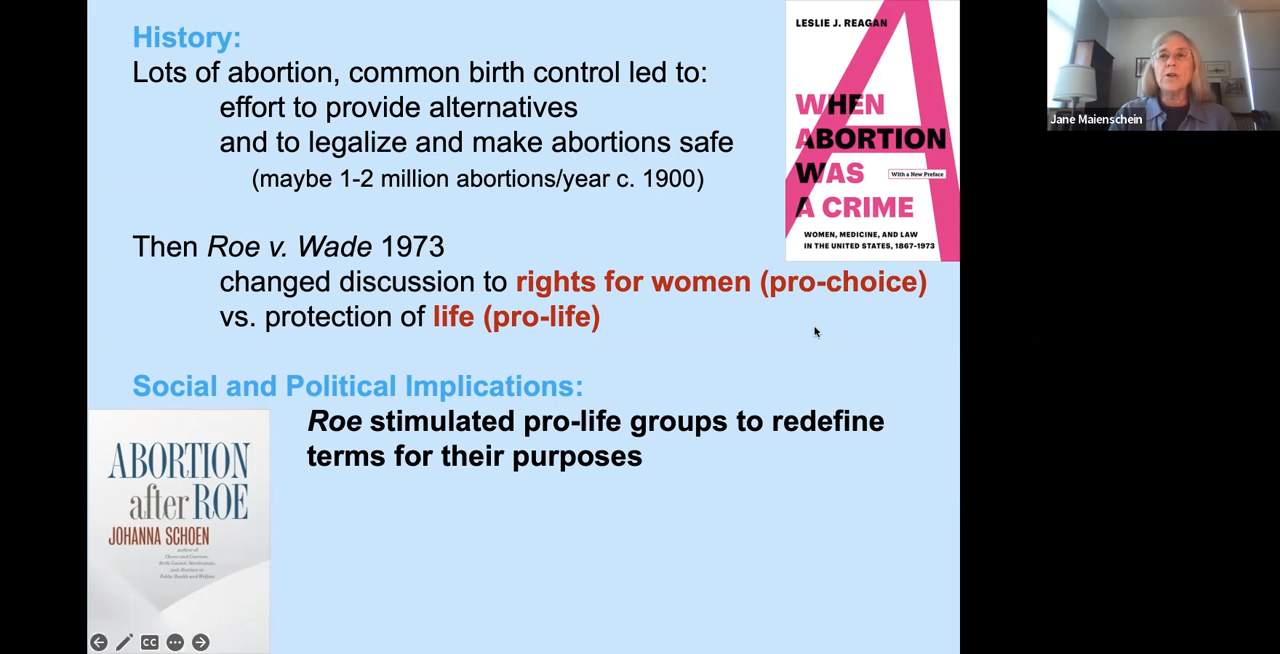 History:
Lots of abortion, common birth control led to:
effort to provide alternatives
and to legalize and make abortions safe
(maybe 1-2 million abortions/year c. 1900)
Then Roe v. Wade 1973
changed discussion to rights for women (pro-choice)
vs. protection of life (pro-life)
Social and Political Implications:
Roe stimulated pro-life groups to redefine
terms for their purposes
LESLIE J. REAGAN
WHEN
ABORTION
WAS
With a New Preface
A CRIME
WOMEN, MEDICINE, AND LAW
IN THE UNITED STATES, 1867-1973
ABORTION
after ROE
JOHANNA SCHOEN
author of
Choice and Coercion,
Birth Control, Sterilization,
and Abortion in
Public Health and Welfare
CC
Jane Maienschein